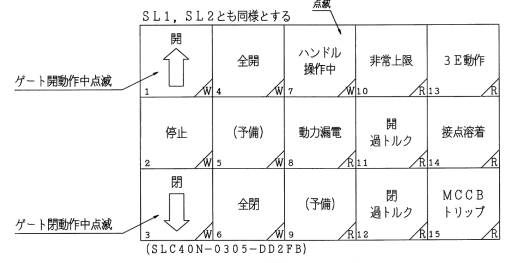 点滅
SL1,SL2とも同様とする
開
1 W
全開
4 W
ハンドル
操作中
7 W
非常上限
10 R
3E動作
13 R
ゲート開動作中点滅
停止
2 W
(予備)
5 W
動力漏電
8 R
開
過トルク
11 R
接点溶着
14 R
閉
3 W
全閉
6 W
(予備)
9 R
閉
過トルク
12 R
MCCB
トリップ
15 R
ゲート閉動作中点滅
(SLC40N-0305-DD2FB)